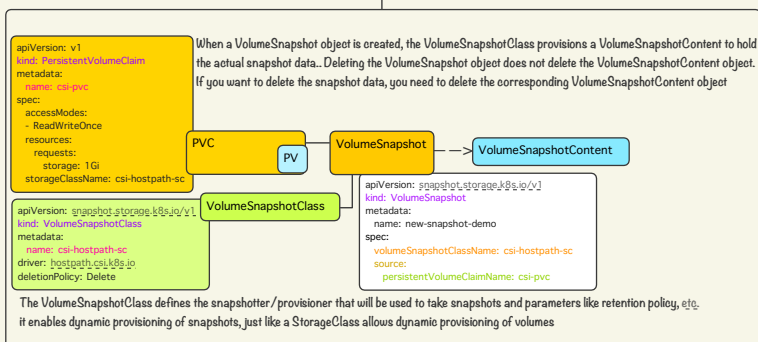 When a VolumeSnapshot object is created, the VolumeSnapshotClass provisions a VolumeSnapshotContent to hold
the actual snapshot data.. Deleting the VolumeSnapshot object does not delete the VolumeSnapshotContent object.
If you want to delete the snapshot data, you need to delete the corresponding VolumeSnapshotContent object
apiVersion: v1
kind: PersistentVolumeClaim
metadata:
name: csi-pvc
spec:
accessModes:
- ReadWriteOnce
resources:
requests:
storage: 1Gi
storageClassName: csi-hostpath-sc
PVC
PV
VolumeSnapshot
VolumeSnapshotContent
VolumeSnapshotClass
apiVersion: snapshot.storage.k8s.io/v1
kind: VolumeSnapshotClass
metadata:
name: csi-hostpath-sc
driver: hostpath.csi.k8s.io
deletionPolicy: Delete
apiVersion: snapshot.storage.k8s.io/v1
kind: VolumeSnapshot
metadata:
name: new-snapshot-demo
spec:
volumeSnapshotClassName: csi-hostpath-sc
source:
persistentVolumeClaimName: csi-pvc
The VolumeSnapshotClass defines the snapshotter/provisioner that will be used to take snapshots and parameters like retention policy, etc.
it enables dynamic provisioning of snapshots, just like a StorageClass allows dynamic provisioning of volumes